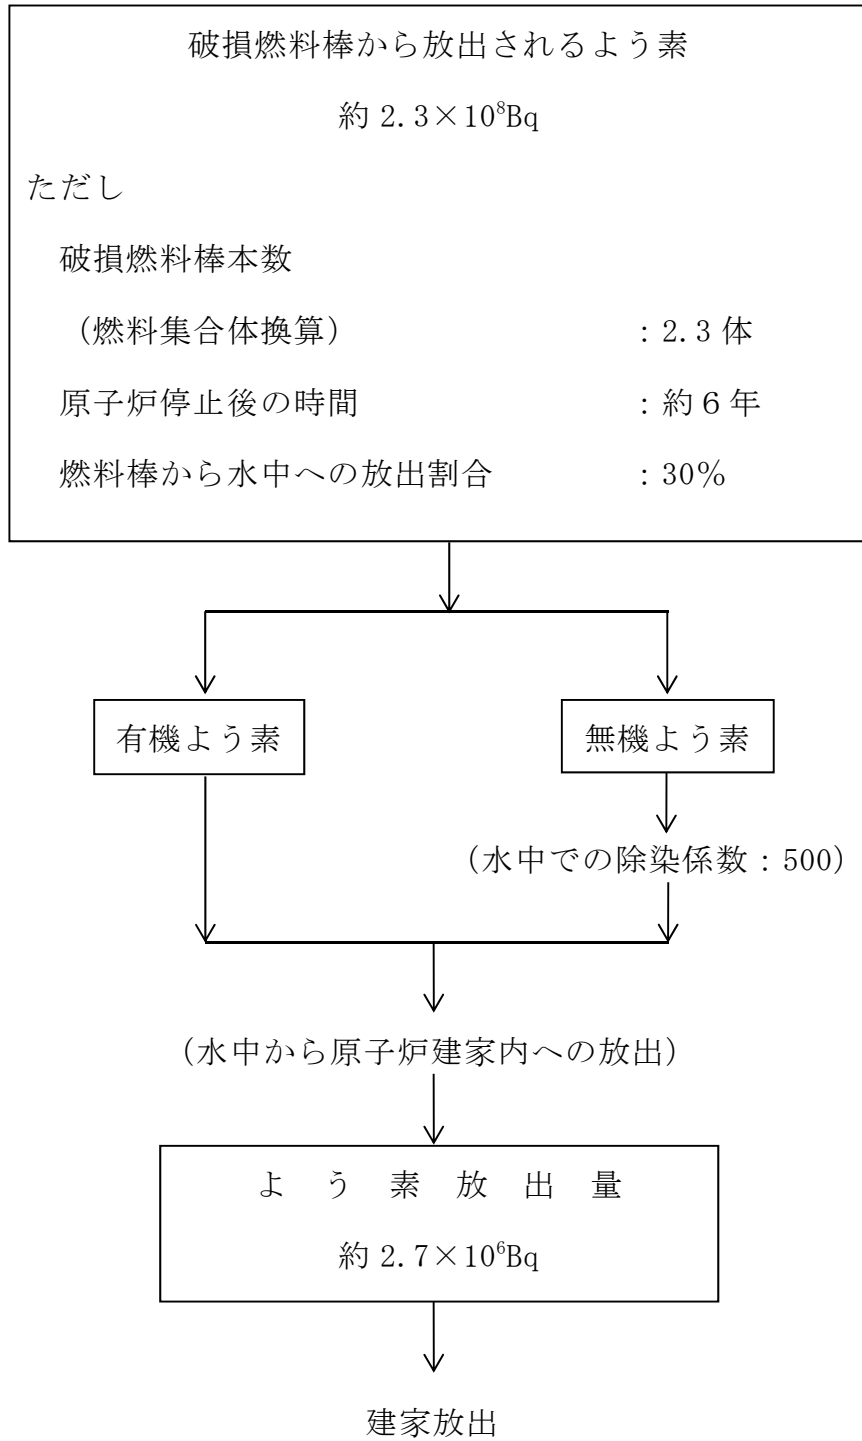 破損燃料棒から放出されるよう素
約 2.3×10⁸Bq
ただし
破損燃料棒本数
（燃料集合体換算） : 2.3 体
原子炉停止後の時間 : 約６年
燃料棒から水中への放出割合 : 30%
有機よう素
無機よう素
（水中での除染係数 : 500）
（水中から原子炉建家内への放出）
よ う 素 放 出 量
約 2.7×10⁶Bq
建家放出